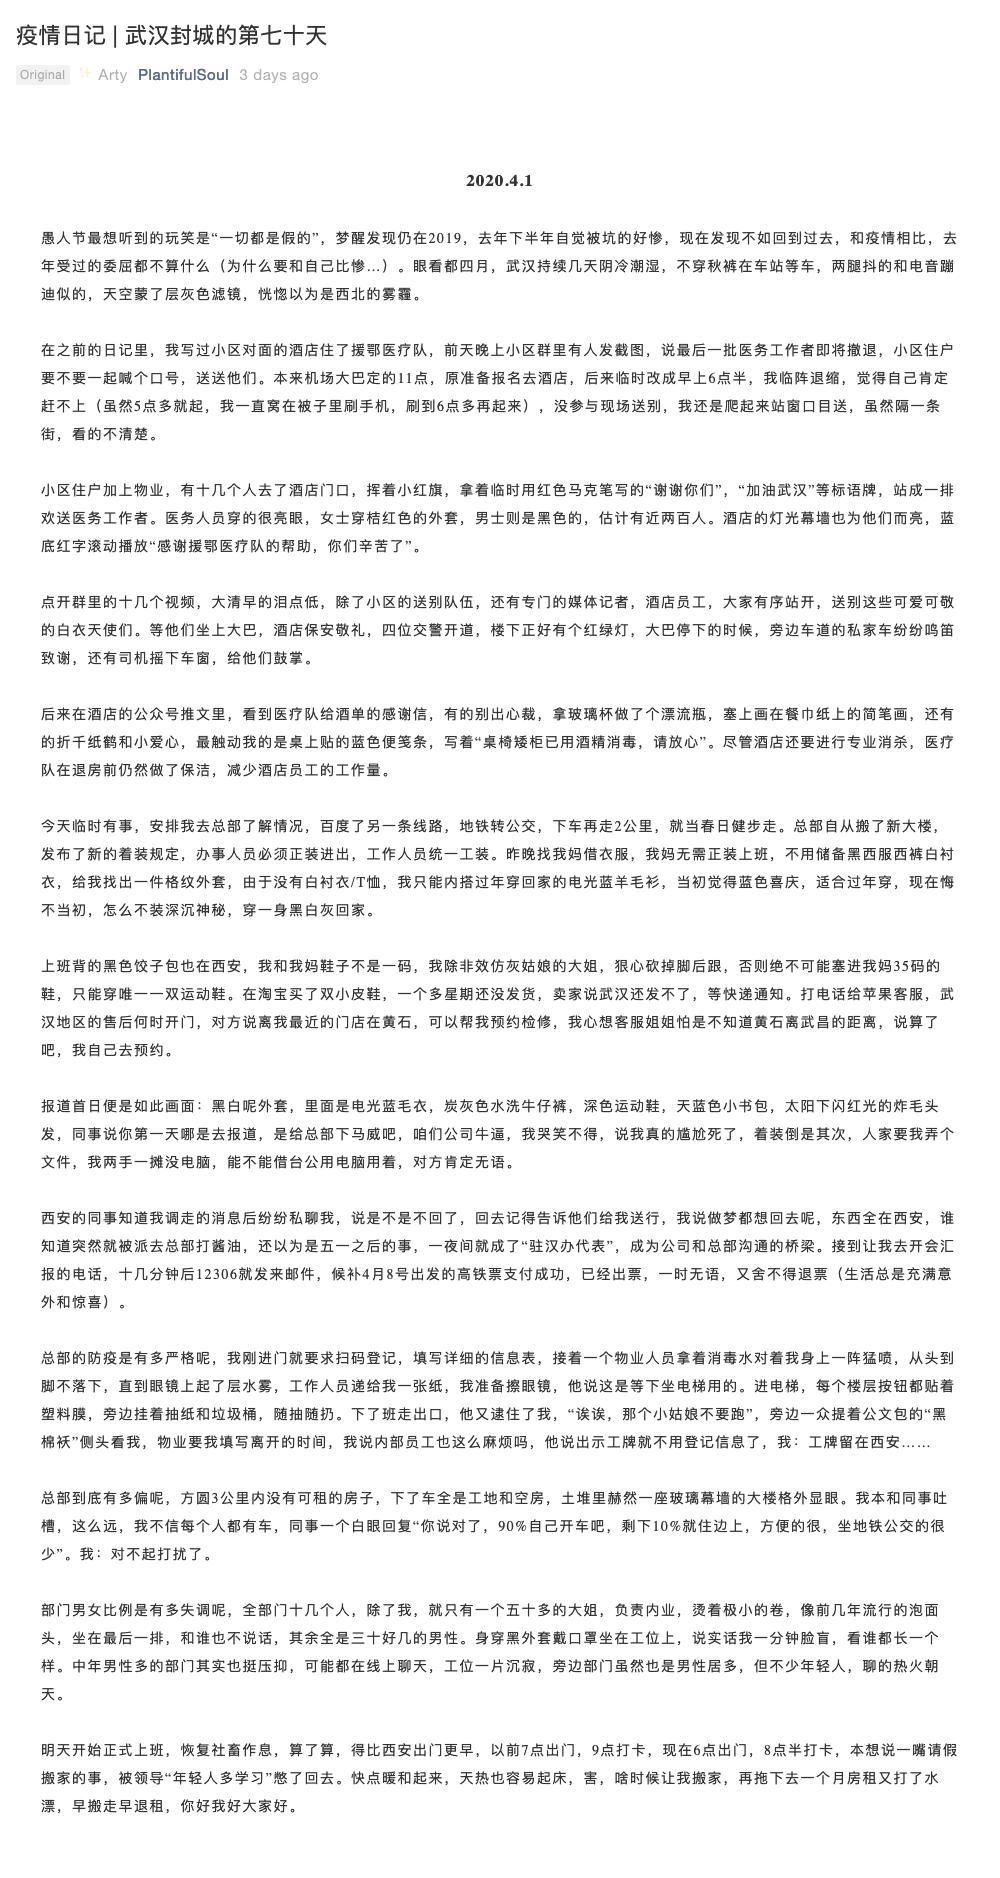 疫情日记 | 武汉封城的第七十天
Original ✨ Arty PlantifulSoul 3 days ago
2020.4.1
愚人节最想听到的玩笑是“一切都是假的”，梦醒发现仍在2019，去年下半年自觉被坑的好惨，现在发现不如回到过去，和疫情相比，去
年受过的委屈都不算什么（为什么要和自己比惨...）。眼看都四月，武汉持续几天阴冷潮湿，不穿秋裤在车站等车，两腿抖的和电音蹦
迪似的，天空蒙了层灰色滤镜，恍惚以为是西北的雾霾。
在之前的日记里，我写过小区对面的酒店住了援鄂医疗队，前天晚上小区群里有人发截图，说最后一批医务工作者即将撤退，小区住户
要不要一起喊个口号，送送他们。本来机场大巴定的11点，原准备报名去酒店，后来临时改成早上6点半，我临阵退缩，觉得自己肯定
赶不上（虽然5点多就起，我一直窝在被子里刷手机，刷到6点多再起来），没参与现场送别，我还是爬起来站窗口目送，虽然隔一条
街，看的不清楚。
小区住户加上物业，有十几个人去了酒店门口，挥着小红旗，拿着临时用红色马克笔写的“谢谢你们”，“加油武汉”等标语牌，站成一排
欢送医务工作者。医务人员穿的很亮眼，女士穿桔红色的外套，男士则是黑色的，估计有近两百人。酒店的灯光幕墙也为他们而亮，蓝
底红字滚动播放“感谢援鄂医疗队的帮助，你们辛苦了”。
点开群里的十几个视频，大清早的泪点低，除了小区的送别队伍，还有专门的媒体记者，酒店员工，大家有序站开，送别这些可爱可敬
的白衣天使们。等他们坐上大巴，酒店保安敬礼，四位交警开道，楼下正好有个红绿灯，大巴停下的时候，旁边车道的私家车纷纷鸣笛
致谢，还有司机摇下车窗，给他们鼓掌。
后来在酒店的公众号推文里，看到医疗队给酒单的感谢信，有的别出心裁，拿玻璃杯做了个漂流瓶，塞上画在餐巾纸上的简笔画，还有
的折千纸鹤和小爱心，最触动我的是桌上贴的蓝色便笺条，写着“桌椅矮柜已用酒精消毒，请放心”。尽管酒店还要进行专业消杀，医疗
队在退房前仍然做了保洁，减少酒店员工的工作量。
今天临时有事，安排我去总部了解情况，百度了另一条线路，地铁转公交，下车再走2公里，就当春日健步走。总部自从搬了新大楼，
发布了新的着装规定，办事人员必须正装进出，工作人员统一工装。昨晚找我妈借衣服，我妈无需正装上班，不用储备黑西服西裤白衬
衣，给我找出一件格纹外套，由于没有白衬衣/T恤，我只能内搭过年穿回家的电光蓝羊毛衫，当初觉得蓝色喜庆，适合过年穿，现在悔
不当初，怎么不装深沉神秘，穿一身黑白灰回家。
上班背的黑色饺子包也在西安，我和我妈鞋子不是一码，我除非效仿灰姑娘的大姐，狠心砍掉脚后跟，否则绝不可能塞进我妈35码的
鞋，只能穿唯一一双运动鞋。在淘宝买了双小皮鞋，一个多星期还没发货，卖家说武汉还发不了，等快递通知。打电话给苹果客服，武
汉地区的售后何时开门，对方说离我最近的门店在黄石，可以帮我预约检修，我心想客服姐姐怕是不知道黄石离武昌的距离，说算了
吧，我自己去预约。
报道首日便是如此画面：黑白呢外套，里面是电光蓝毛衣，炭灰色水洗牛仔裤，深色运动鞋，天蓝色小书包，太阳下闪红光的炸毛头
发，同事说你第一天哪是去报道，是给总部下马威吧，咱们公司牛逼，我哭笑不得，说我真的尴尬死了，着装倒是其次，人家要我弄个
文件，我两手一摊没电脑，能不能借台公用电脑用着，对方肯定无语。
西安的同事知道我调走的消息后纷纷私聊我，说是不是不回了，回去记得告诉他们给我送行，我说做梦都想回去呢，东西全在西安，谁
知道突然就被派去总部打酱油，还以为是五一之后的事，一夜间就成了“驻汉办代表”，成为公司和总部沟通的桥梁。接到让我去开会汇
报的电话，十几分钟后12306就发来邮件，候补4月8号出发的高铁票支付成功，已经出票，一时无语，又舍不得退票（生活总是充满意
外和惊喜）。
总部的防疫是有多严格呢，我刚进门就要求扫码登记，填写详细的信息表，接着一个物业人员拿着消毒水对着我身上一阵猛喷，从头到
脚不落下，直到眼镜上起了层水雾，工作人员递给我一张纸，我准备擦眼镜，他说这是等下坐电梯用的。进电梯，每个楼层按钮都贴着
塑料膜，旁边挂着抽纸和垃圾桶，随抽随扔。下了班走出口，他又逮住了我，“诶诶，那个小姑娘不要跑”，旁边一众提着公文包的“黑
棉袄”侧头看我，物业要我填写离开的时间，我说内部员工也这么麻烦吗，他说出示工牌就不用登记信息了，我：工牌留在西安……
总部到底有多偏呢，方圆3公里内没有可租的房子，下了车全是工地和空房，土堆里赫然一座玻璃幕墙的大楼格外显眼。我本和同事吐
槽，这么远，我不信每个人都有车，同事一个白眼回复“你说对了，90%自己开车吧，剩下10%就住边上，方便的很，坐地铁公交的很
少”。我：对不起打扰了。
部门男女比例是有多失调呢，全部门十几个人，除了我，就只有一个五十多的大姐，负责内业，烫着极小的卷，像前几年流行的泡面
头，坐在最后一排，和谁也不说话，其余全是三十好几的男性。身穿黑外套戴口罩坐在工位上，说实话我一分钟脸盲，看谁都长一个
样。中年男性多的部门其实也挺压抑，可能都在线上聊天，工位一片沉寂，旁边部门虽然也是男性居多，但不少年轻人，聊的热火朝
天。
明天开始正式上班，恢复社畜作息，算了算，得比西安出门更早，以前7点出门，9点打卡，现在6点出门，8点半打卡，本想说一嘴请假
搬家的事，被领导“年轻人多学习”憋了回去。快点暖和起来，天热也容易起床，害，啥时候让我搬家，再拖下去一个月房租又打了水
漂，早搬走早退租，你好我好大家好。